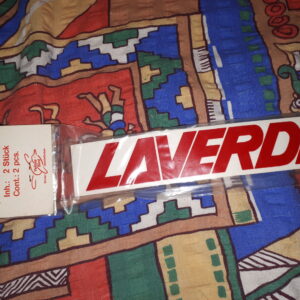 Inh.: 2 Stück
Cont.: 2 pcs.
LAVERD